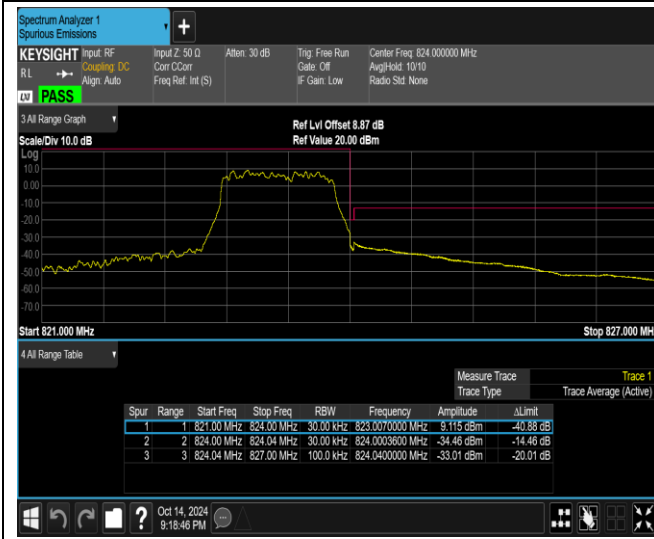 Spectrum Analyzer 1
Spurious Emissions
+
KEYSIGHT Input: RF Input Z: 50 Ω Atten: 30 dB Trig: Free Run Center Freq: 824.000000 MHz
RL Coupling: DC Corr CCorr Gate: Off Avg|Hold: 10/10
Align: Auto Freq Ref: Int (S) IF Gain: Low Radio Std: None
LXI PASS
3 All Range Graph
Ref Lvl Offset 8.87 dB
Scale/Div 10.0 dB Ref Value 20.00 dBm
Log
10.0
0.00
-10.0
-20.0
-30.0
-40.0
-50.0
-60.0
-70.0
Start 821.000 MHz Stop 827.000 MH
4 All Range Table
Measure Trace Trace 1
Trace Type Trace Average (Active)
Spur Range Start Freq Stop Freq RBW Frequency Amplitude ΔLimit
1 1 821.00 MHz 824.00 MHz 30.00 kHz 823.0070000 MHz 9.115 dBm -40.88 dB
2 2 824.00 MHz 824.04 MHz 30.00 kHz 824.0003600 MHz -34.46 dBm -14.46 dB
3 3 824.04 MHz 827.00 MHz 100.0 kHz 824.0400000 MHz -33.01 dBm -20.01 dB
? Oct 14, 2024
9:18:46 PM